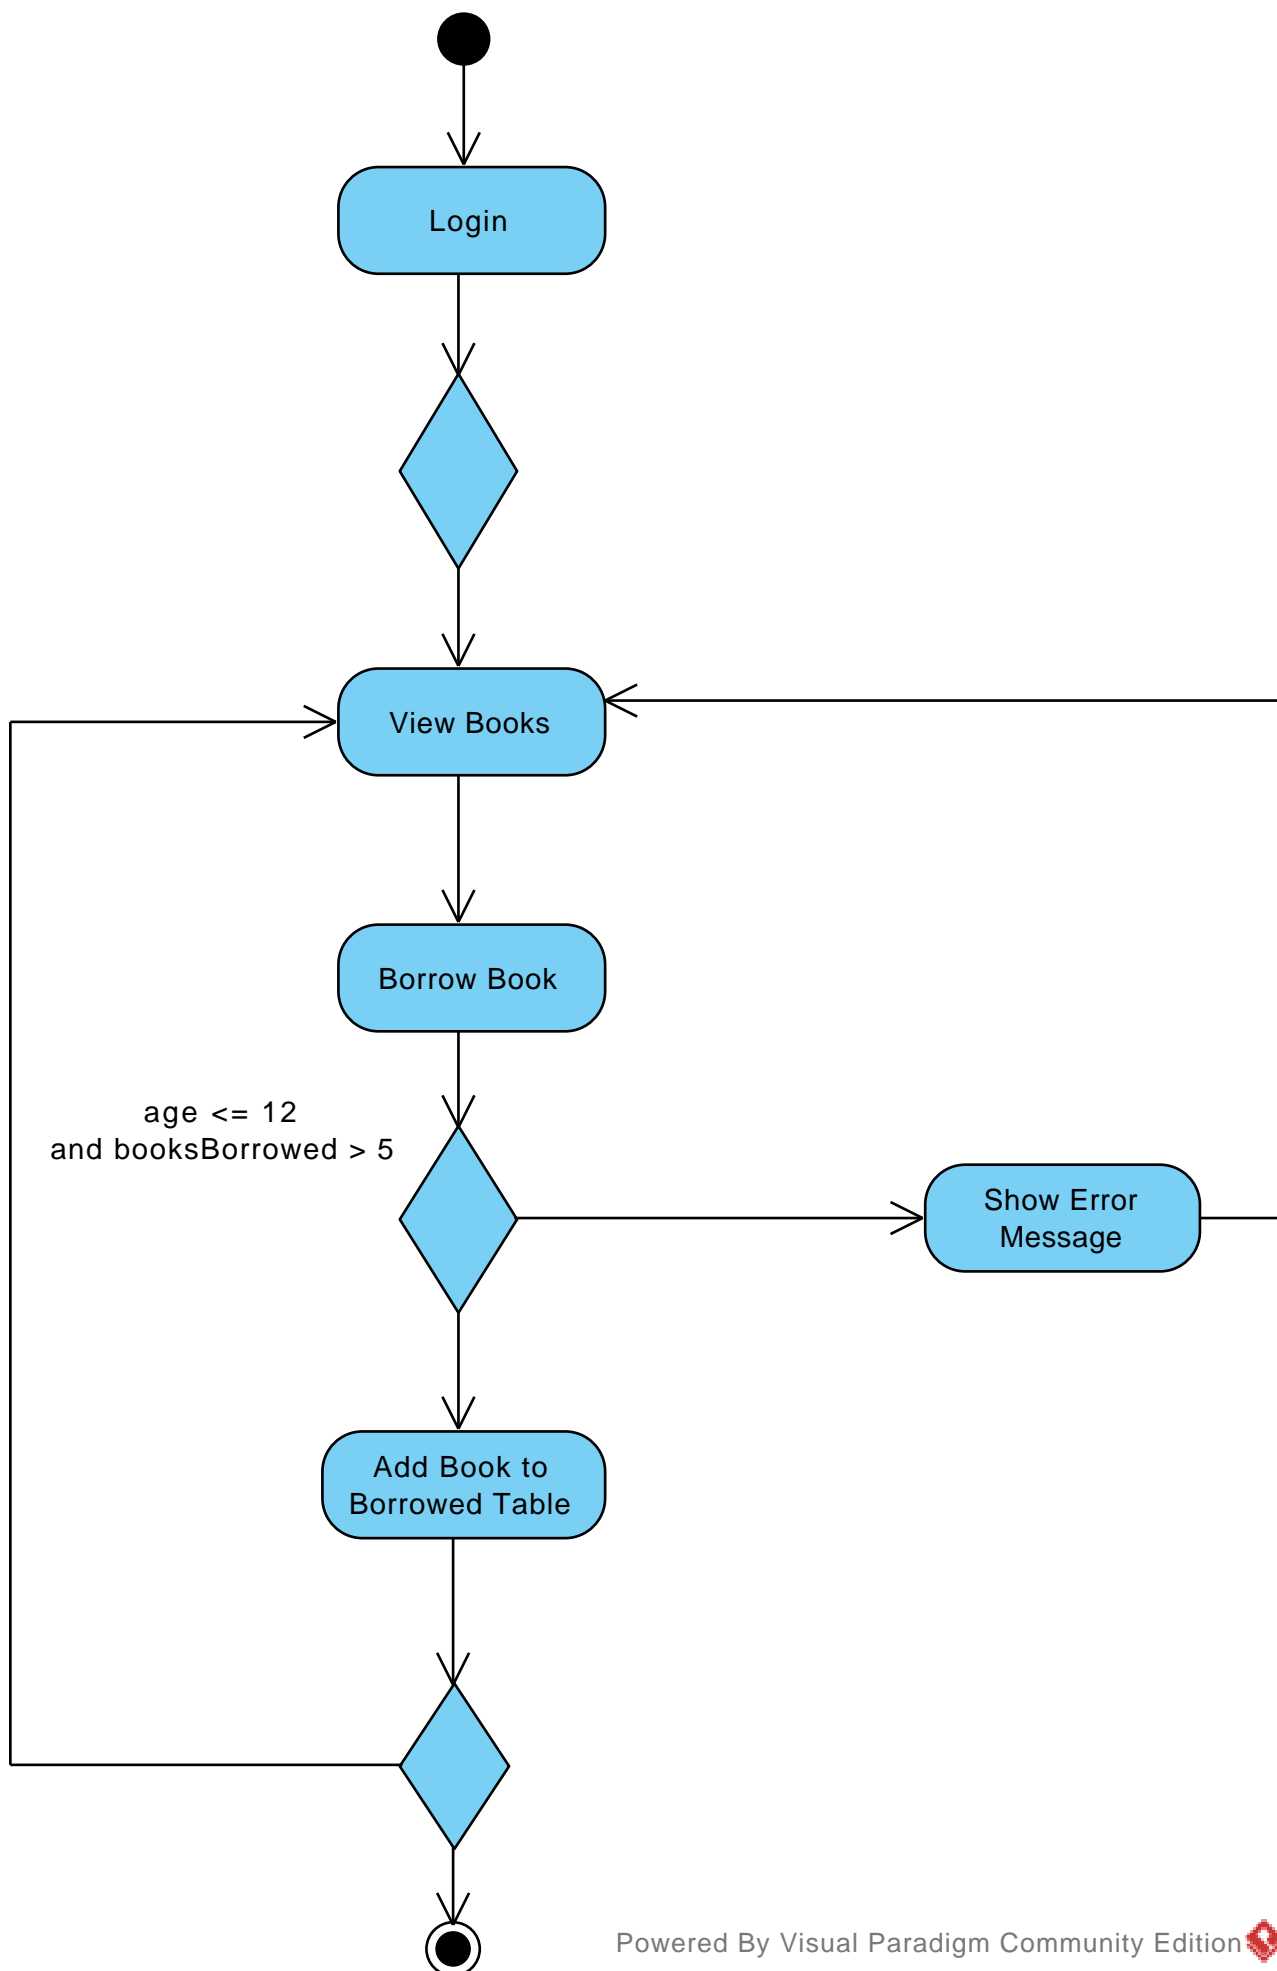 Login
View Books
Borrow Book
age <= 12
and booksBorrowed > 5
Show Error
Message
Add Book to
Borrowed Table
Powered By Visual Paradigm Community Edition